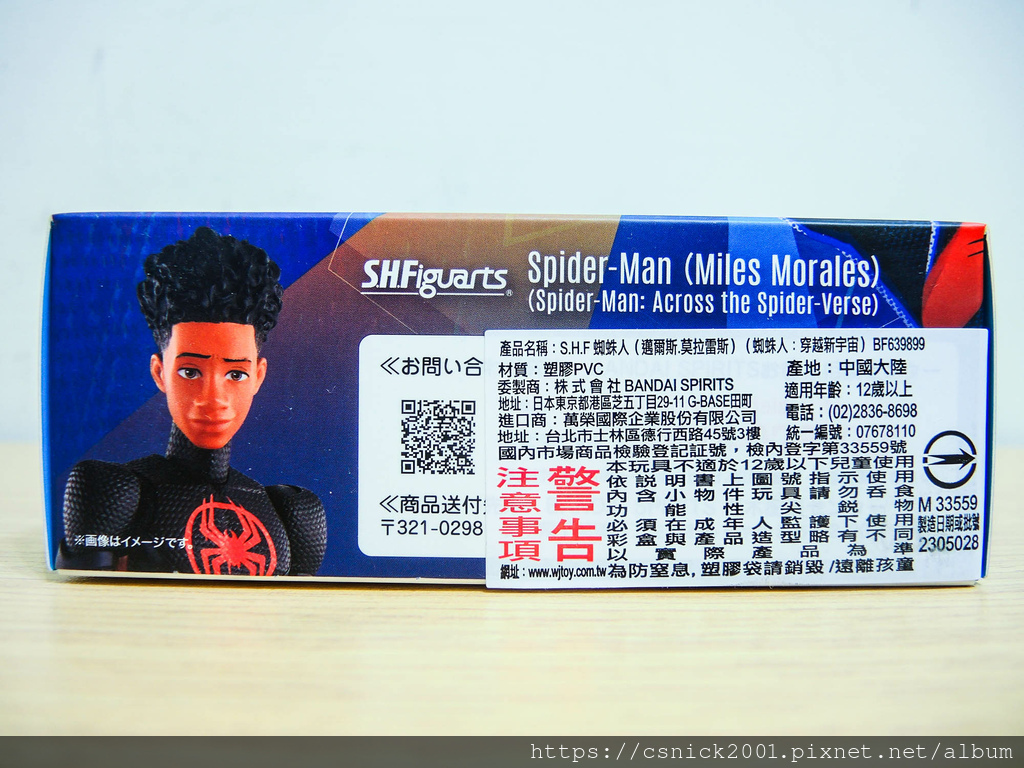 S.H.Figuarts®
Spider-Man (Miles Morales)
(Spider-Man: Across the Spider-Verse)
≪お問い合
≪商品送付
〒321-0298
※画像はイメージです。
產品名稱：S.H.F 蜘蛛人（邁爾斯.莫拉雷斯）（蜘蛛人：穿越新宇宙）BF639899
材質：塑膠PVC
產地：中國大陸
委製商：株式會社BANDAI SPIRITS
適用年齡：12歲以上
地址：日本東京都港區芝五丁目29-11 G-BASE田町
電話：(02)2836-8698
進口商：萬榮國際企業股份有限公司
統一編號：07678110
地址：台北市士林區德行西路45號3樓
國內市場商品檢驗登記証號，檢內登字第33559號
警告
注意事項
本玩具不適於12歲以下兒童使用
依說明書上圖號指示使用
內含小物件玩具請勿吞食
功能性尖銳物
必須在成年人監護下使用
彩盒與產品造型略有不同
以實際產品為準
網址：www.wjtoy.com.tw 為防窒息,塑膠袋請銷毀/遠離孩童
M 33559
製造日期或批號
2305028
https://csnick2001.pixnet.net/album